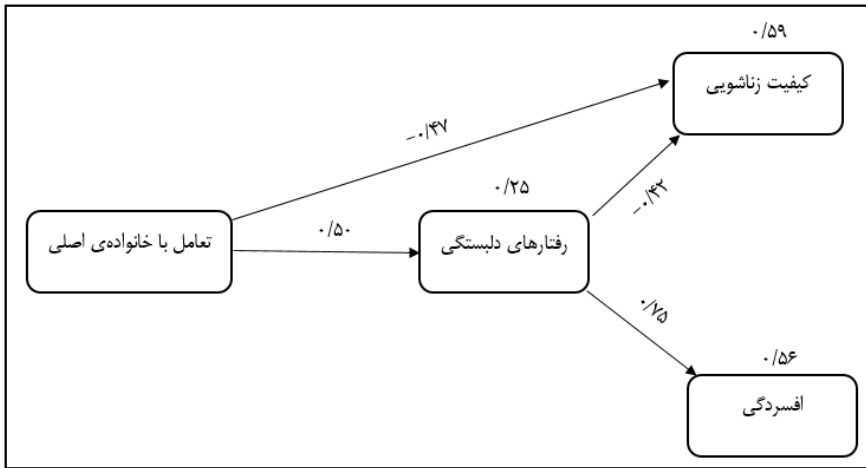 ۰/۵۹
کیفیت زناشویی
-۰/۴۷
-۰/۴۲
۰/۲۵
تعامل با خانواده‌ی اصلی
۰/۵۰
رفتارهای دلبستگی
۰/۷۵
۰/۵۶
افسردگی